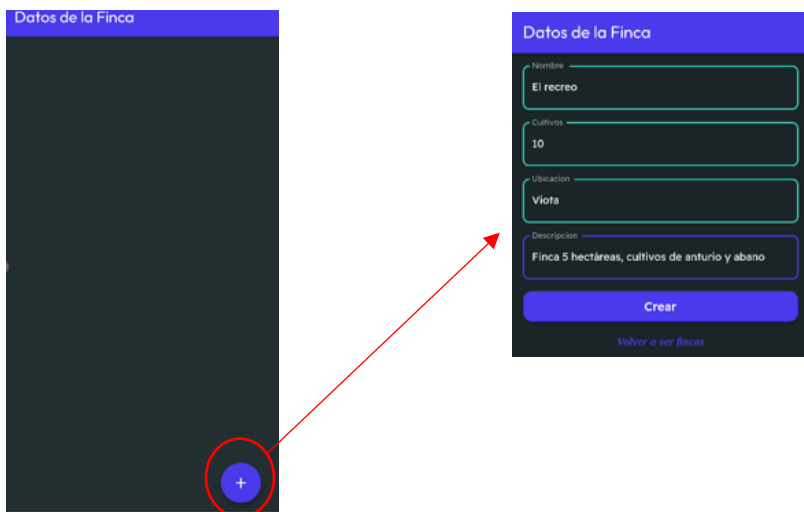 Datos de la Finca
+
Datos de la Finca
Nombre
El recreo
Cultivos
10
Ubicacion
Viota
Descripcion
Finca 5 hectáreas, cultivos de anturio y abano
Crear
Volver a ver fincas